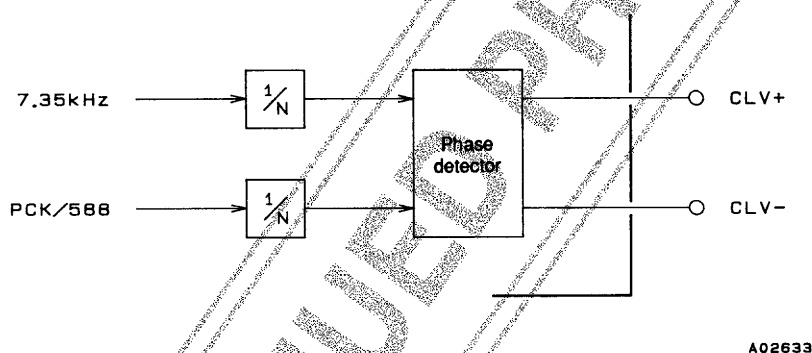 7.35kHz
1/N
Phase
detector
CLV+
PCK/588
1/N
CLV−
A02633